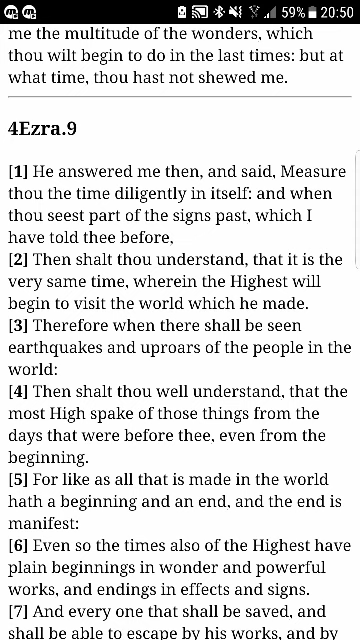 59% 20:50
me the multitude of the wonders, which
thou wilt begin to do in the last times: but at
what time, thou hast not shewed me.
4Ezra.9
[1] He answered me then, and said, Measure
thou the time diligently in itself: and when
thou seest part of the signs past, which I
have told thee before,
[2] Then shalt thou understand, that it is the
very same time, wherein the Highest will
begin to visit the world which he made.
[3] Therefore when there shall be seen
earthquakes and uproars of the people in the
world:
[4] Then shalt thou well understand, that the
most High spake of those things from the
days that were before thee, even from the
beginning.
[5] For like as all that is made in the world
hath a beginning and an end, and the end is
manifest:
[6] Even so the times also of the Highest have
plain beginnings in wonder and powerful
works, and endings in effects and signs.
[7] And every one that shall be saved, and
shall be able to escape by his works, and by